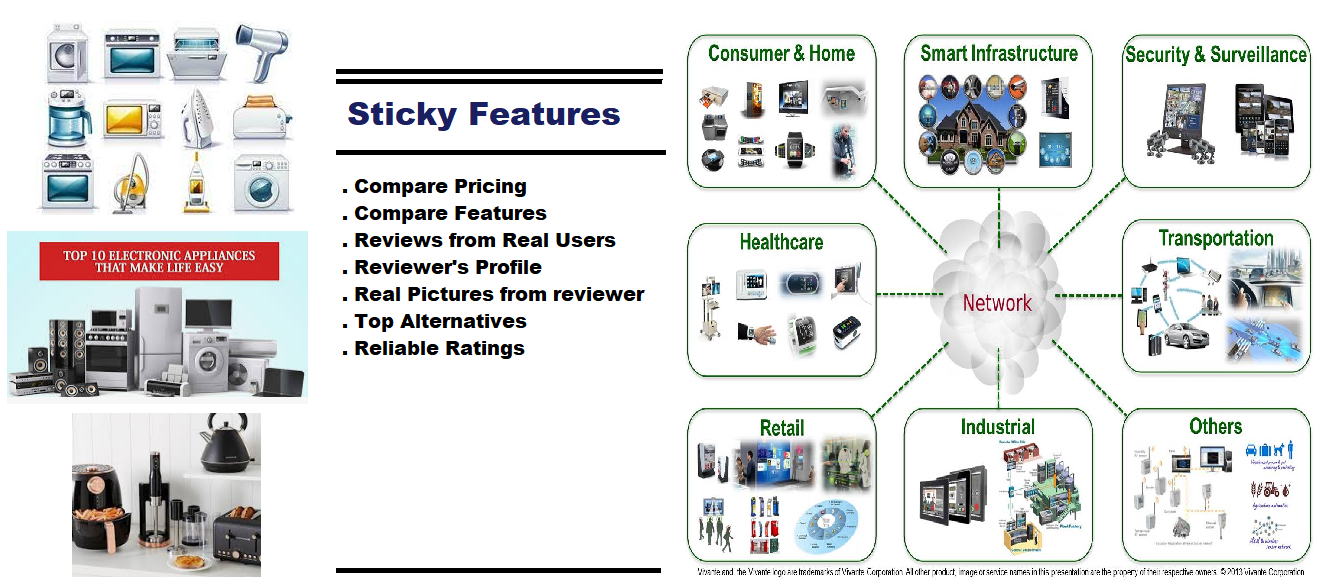 TOP 10 ELECTRONIC APPLIANCES
THAT MAKE LIFE EASY
Sticky Features
. Compare Pricing
. Compare Features
. Reviews from Real Users
. Reviewer's Profile
. Real Pictures from reviewer
. Top Alternatives
. Reliable Ratings
Consumer & Home
Smart Infrastructure
Security & Surveillance
Healthcare
Network
Transportation
Retail
Industrial
Others
Vivante and the Vivante logo are trademarks of Vivante Corporation. All other product, image or service names in this presentation are the property of their respective owners. © 2013 Vivante Corporation